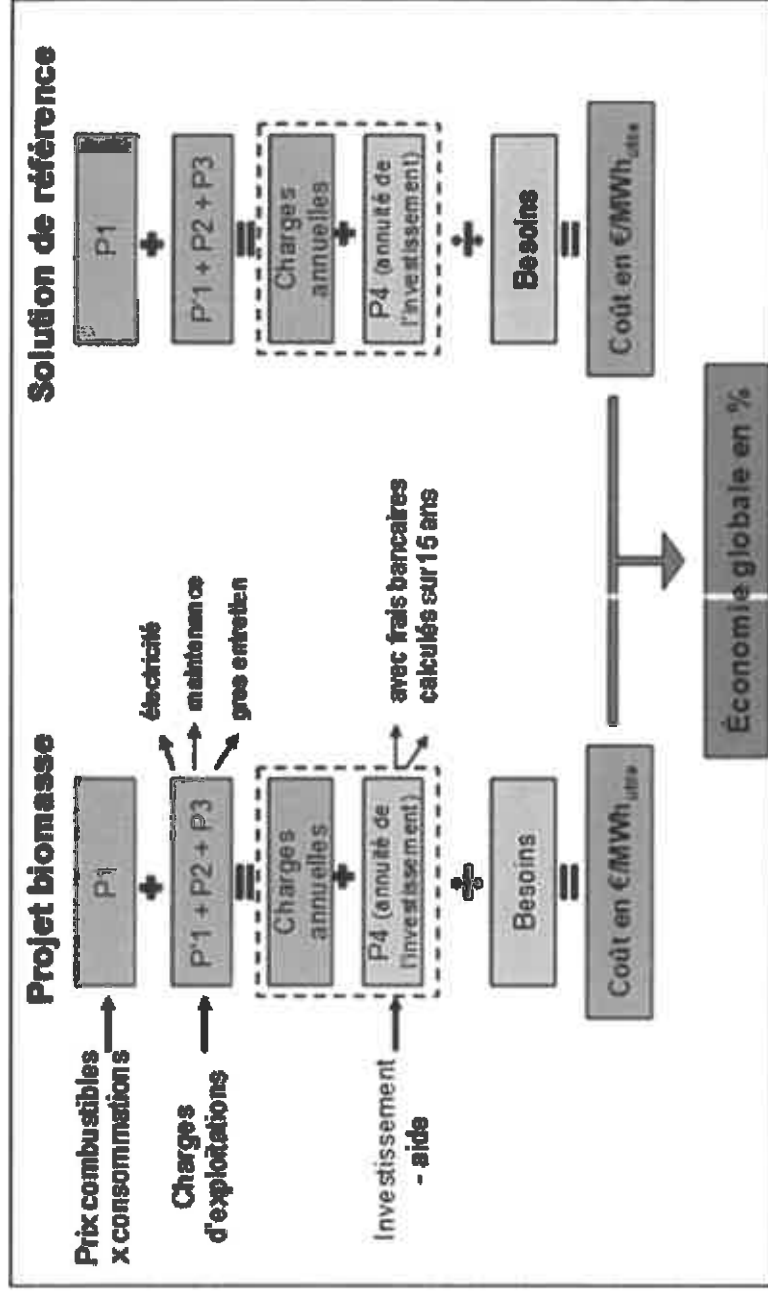 Projet biomasse
Prix combustibles
x consommations
P1
+
Charges
d'exploitations
P'1 + P2 + P3
électricité
maintenance
gros entretien
=
Charges
annuelles
+
Investissement
- aide
P4 (annuité de
l'investissement)
avec frais bancaires
calculés sur 15 ans
÷
Besoins
=
Coût en €/MWh utile
Solution de référence
P1
+
P'1 + P2 + P3
=
Charges
annuelles
+
P4 (annuité de
l'investissement)
÷
Besoins
=
Coût en €/MWh utile
Économie globale en %